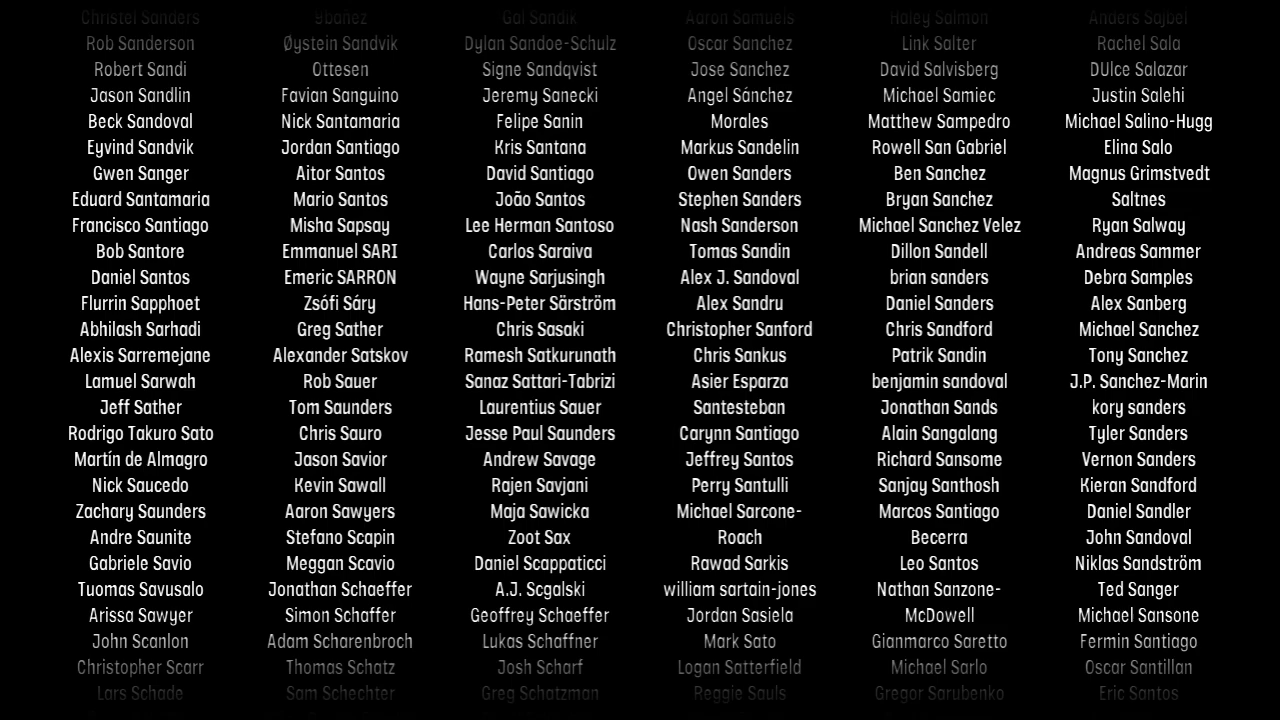 Christel Sanders
Rob Sanderson
Robert Sandi
Jason Sandlin
Beck Sandoval
Eyvind Sandvik
Gwen Sanger
Eduard Santamaria
Francisco Santiago
Bob Santore
Daniel Santos
Flurrin Sapphoet
Abhilash Sarhadi
Alexis Sarremejane
Lamuel Sarwah
Jeff Sather
Rodrigo Takuro Sato
Martín de Almagro
Nick Saucedo
Zachary Saunders
Andre Saunite
Gabriele Savio
Tuomas Savusalo
Arissa Sawyer
John Scanlon
Christopher Scarr
Lars Schade
Øystein Sandvik
Ottesen
Favian Sanguino
Nick Santamaria
Jordan Santiago
Aitor Santos
Mario Santos
Misha Sapsay
Emmanuel SARI
Emeric SARRON
Zsófi Sáry
Greg Sather
Alexander Satskov
Rob Sauer
Tom Saunders
Chris Sauro
Jason Savior
Kevin Sawall
Aaron Sawyers
Stefano Scapin
Meggan Scavio
Jonathan Schaeffer
Simon Schaffer
Adam Scharenbroch
Thomas Schatz
Sam Schechter
Gal Sandik
Dylan Sandoe-Schulz
Signe Sandqvist
Jeremy Sanecki
Felipe Sanin
Kris Santana
David Santiago
João Santos
Lee Herman Santoso
Carlos Saraiva
Wayne Sarjusingh
Hans-Peter Särström
Chris Sasaki
Ramesh Satkurunath
Sanaz Sattari-Tabrizi
Laurentius Sauer
Jesse Paul Saunders
Andrew Savage
Rajen Savjani
Maja Sawicka
Zoot Sax
Daniel Scappaticci
A.J. Scgalski
Geoffrey Schaeffer
Lukas Schaffner
Josh Scharf
Greg Schatzman
Aaron Samuels
Oscar Sanchez
Jose Sanchez
Angel Sánchez
Morales
Markus Sandelin
Owen Sanders
Stephen Sanders
Nash Sanderson
Tomas Sandin
Alex J. Sandoval
Alex Sandru
Christopher Sanford
Chris Sankus
Asier Esparza
Santesteban
Carynn Santiago
Jeffrey Santos
Perry Santulli
Michael Sarcone-
Roach
Rawad Sarkis
william sartain-jones
Jordan Sasiela
Mark Sato
Logan Satterfield
Reggie Sauls
Haley Salmon
Link Salter
David Salvisberg
Michael Samiec
Matthew Sampedro
Rowell San Gabriel
Ben Sanchez
Bryan Sanchez
Michael Sanchez Velez
Dillon Sandell
brian sanders
Daniel Sanders
Chris Sandford
Patrik Sandin
benjamin sandoval
Jonathan Sands
Alain Sangalang
Richard Sansome
Sanjay Santhosh
Marcos Santiago
Becerra
Leo Santos
Nathan Sanzone-
McDowell
Gianmarco Saretto
Michael Sarlo
Gregor Sarubenko
Anders Sajbel
Rachel Sala
DUlce Salazar
Justin Salehi
Michael Salino-Hugg
Elina Salo
Magnus Grimstvedt
Saltnes
Ryan Salway
Andreas Sammer
Debra Samples
Alex Sanberg
Michael Sanchez
Tony Sanchez
J.P. Sanchez-Marin
kory sanders
Tyler Sanders
Vernon Sanders
Kieran Sandford
Daniel Sandler
John Sandoval
Niklas Sandström
Ted Sanger
Michael Sansone
Fermin Santiago
Oscar Santillan
Eric Santos